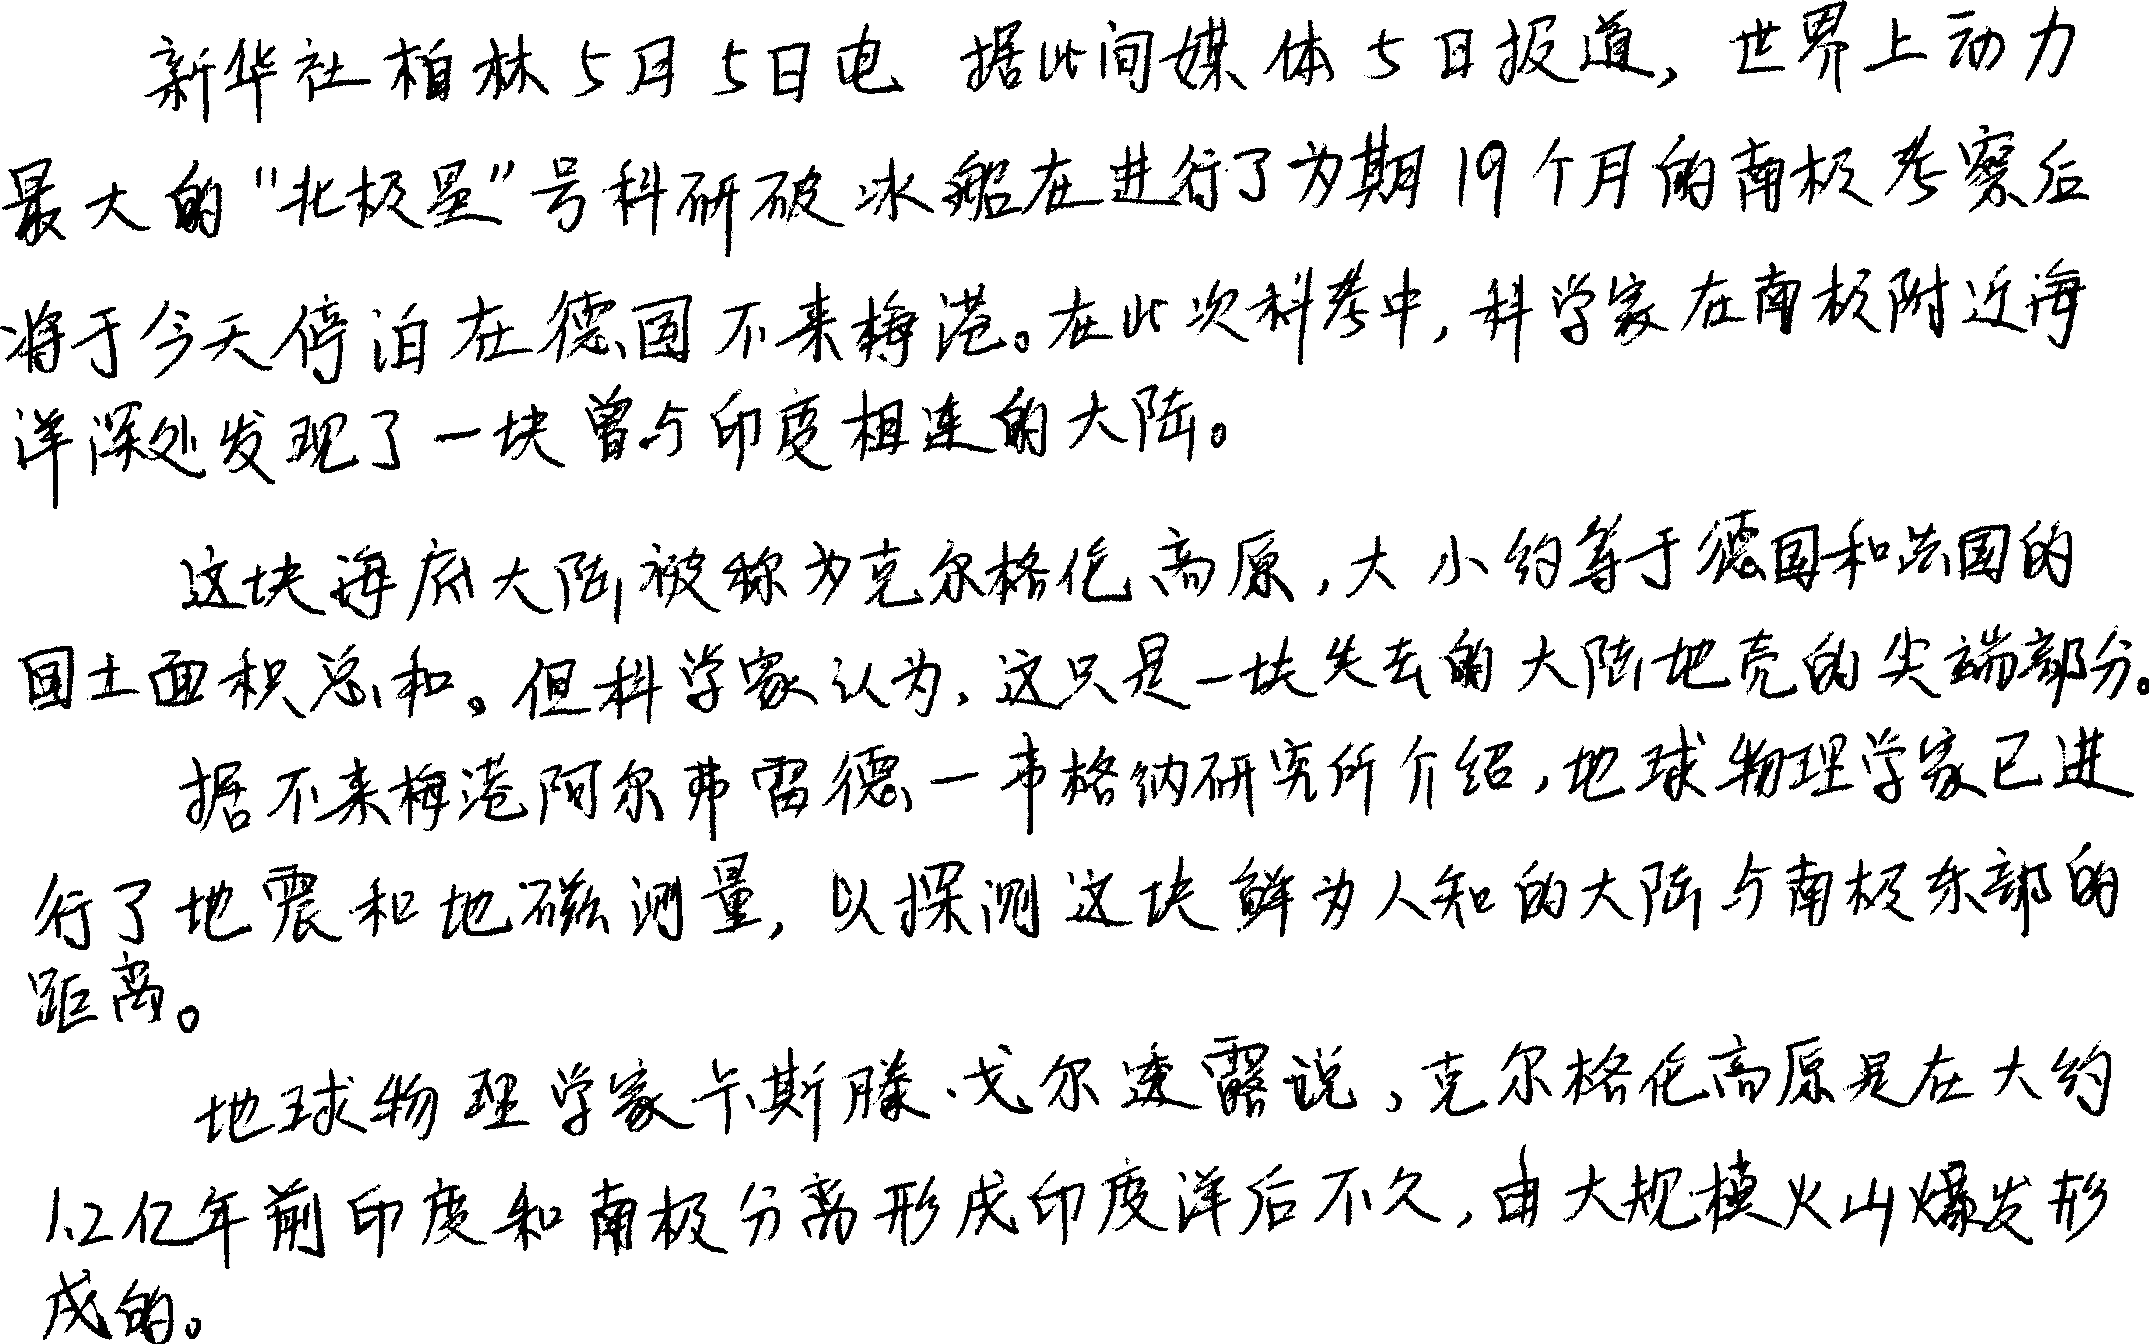 新华社柏林5月5日电 据此间媒体5日报道，世界上动力
最大的"北极星"号科研破冰船在进行了为期19个月的南极考察后
将于今天停泊在德国不来梅港。在此次科考中，科学家在南极附近海
洋深处发现了一块曾与印度相连的大陆。
这块海底大陆被称为克尔格伦高原，大小约等于德国和法国的
国土面积总和。但科学家认为，这只是一块失去的大陆地壳的尖端部分。
据不来梅港阿尔弗雷德－韦格纳研究所介绍，地球物理学家已进
行了地震和地磁测量，以探测这块鲜为人知的大陆与南极东部的
距离。
地球物理学家卡斯滕·戈尔透露说，克尔格伦高原是在大约
1.2亿年前印度和南极分离形成印度洋后不久，由大规模火山爆发形
成的。